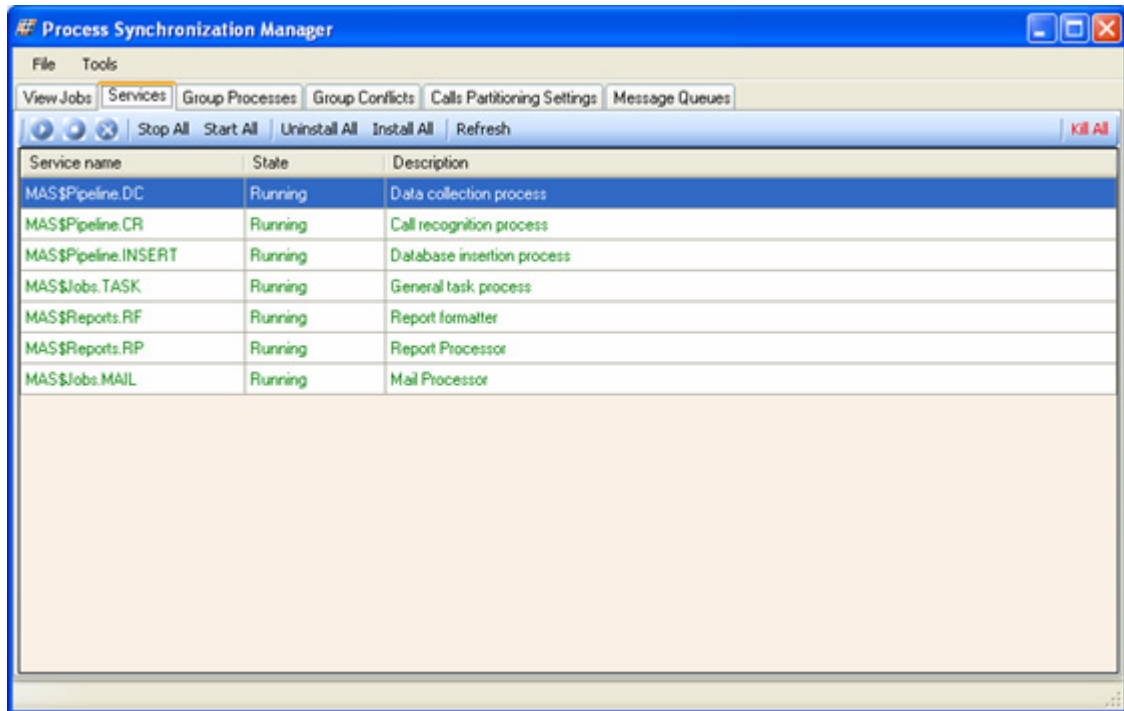 Process Synchronization Manager
File Tools
View Jobs Services Group Processes Group Conflicts Calls Partitioning Settings Message Queues
Stop All Start All Uninstall All Install All Refresh Kill All
Service name State Description
MAS$Pipeline.DC Running Data collection process
MAS$Pipeline.CR Running Call recognition process
MAS$Pipeline.INSERT Running Database insertion process
MAS$Jobs.TASK Running General task process
MAS$Reports.RF Running Report formatter
MAS$Reports.RP Running Report Processor
MAS$Jobs.MAIL Running Mail Processor